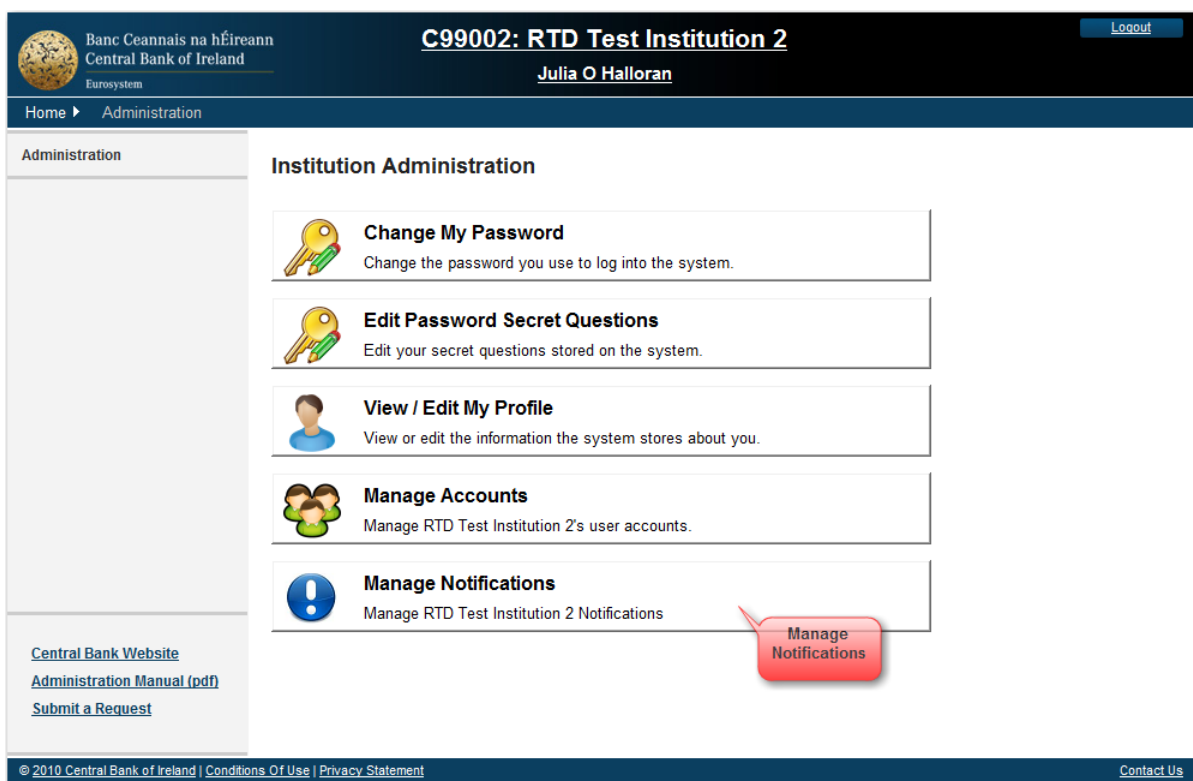 Banc Ceannais na hÉireann
Central Bank of Ireland
Eurosystem
C99002: RTD Test Institution 2
Julia O Halloran
Logout
Home Administration
Administration
Institution Administration
Change My Password
Change the password you use to log into the system.
Edit Password Secret Questions
Edit your secret questions stored on the system.
View / Edit My Profile
View or edit the information the system stores about you.
Manage Accounts
Manage RTD Test Institution 2's user accounts.
Manage Notifications
Manage RTD Test Institution 2 Notifications
Manage
Notifications
Central Bank Website
Administration Manual (pdf)
Submit a Request
© 2010 Central Bank of Ireland | Conditions Of Use | Privacy Statement
Contact Us